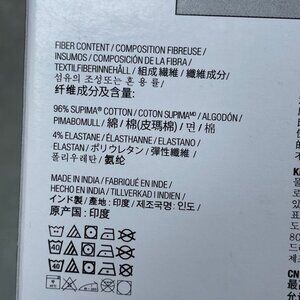 FIBER CONTENT / COMPOSITION FIBREUSE /
INSUMOS / COMPOSICIÓN DE LA FIBRA /
TEXTILFIBERINNEHÅLL / 組成繊維 / 纖維成分 /
섬유의 조성또는 혼용률 /
纤维成分及含量:
96% SUPIMA® COTTON / COTON SUPIMA / ALGODÓN /
PIMABOMULL / 綿 / 棉(皮瑪棉) / 면 / 棉
4% ELASTANE / ÉLASTHANNE / ELASTANO /
ELASTAN / ポリウレタン / 彈性纖維 /
폴리우레탄 / 氨纶
MADE IN INDIA / FABRIQUÉ EN INDE /
HECHO EN INDIA / TILLVERKAD I INDIEN /
インド製 / 產地: 印度 / 제조국명: 인도 /
原产国: 印度
40
40